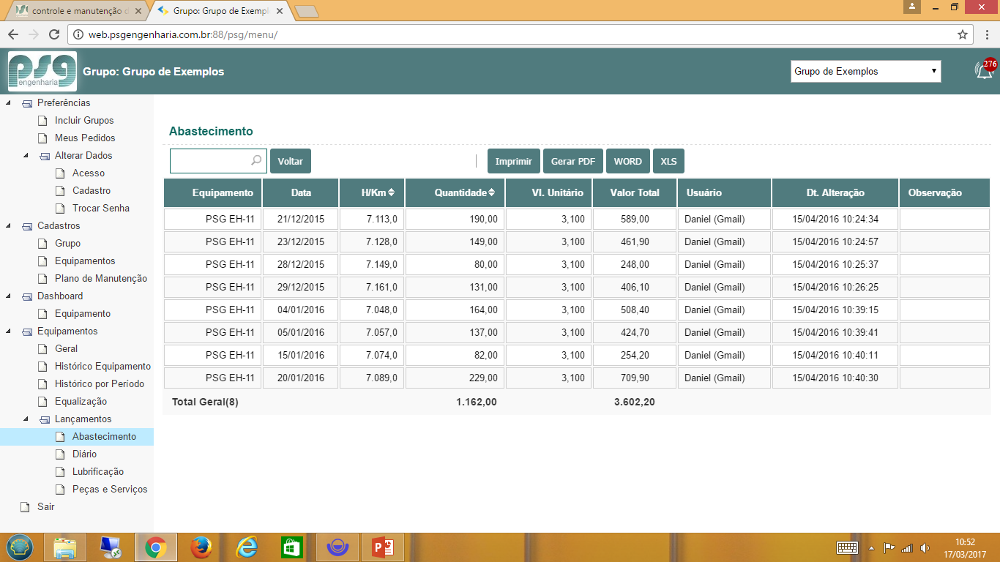 controle e manutenção d
Grupo: Grupo de Exempl
web.psgengenharia.com.br:88/psg/menu/
psg
engenharia
Grupo: Grupo de Exemplos
Grupo de Exemplos
276
Preferências
Incluir Grupos
Meus Pedidos
Alterar Dados
Acesso
Cadastro
Trocar Senha
Cadastros
Grupo
Equipamentos
Plano de Manutenção
Dashboard
Equipamento
Equipamentos
Geral
Histórico Equipamento
Histórico por Período
Equalização
Lançamentos
Abastecimento
Diário
Lubrificação
Peças e Serviços
Sair
Abastecimento
Voltar Imprimir Gerar PDF WORD XLS
Equipamento Data H/Km Quantidade Vl. Unitário Valor Total Usuário Dt. Alteração Observação
PSG EH-11 21/12/2015 7.113,0 190,00 3,100 589,00 Daniel (Gmail) 15/04/2016 10:24:34
PSG EH-11 23/12/2015 7.128,0 149,00 3,100 461,90 Daniel (Gmail) 15/04/2016 10:24:57
PSG EH-11 28/12/2015 7.149,0 80,00 3,100 248,00 Daniel (Gmail) 15/04/2016 10:25:37
PSG EH-11 29/12/2015 7.161,0 131,00 3,100 406,10 Daniel (Gmail) 15/04/2016 10:26:25
PSG EH-11 04/01/2016 7.048,0 164,00 3,100 508,40 Daniel (Gmail) 15/04/2016 10:39:15
PSG EH-11 05/01/2016 7.057,0 137,00 3,100 424,70 Daniel (Gmail) 15/04/2016 10:39:41
PSG EH-11 15/01/2016 7.074,0 82,00 3,100 254,20 Daniel (Gmail) 15/04/2016 10:40:11
PSG EH-11 20/01/2016 7.089,0 229,00 3,100 709,90 Daniel (Gmail) 15/04/2016 10:40:30
Total Geral(8) 1.162,00 3.602,20
10:52
17/03/2017